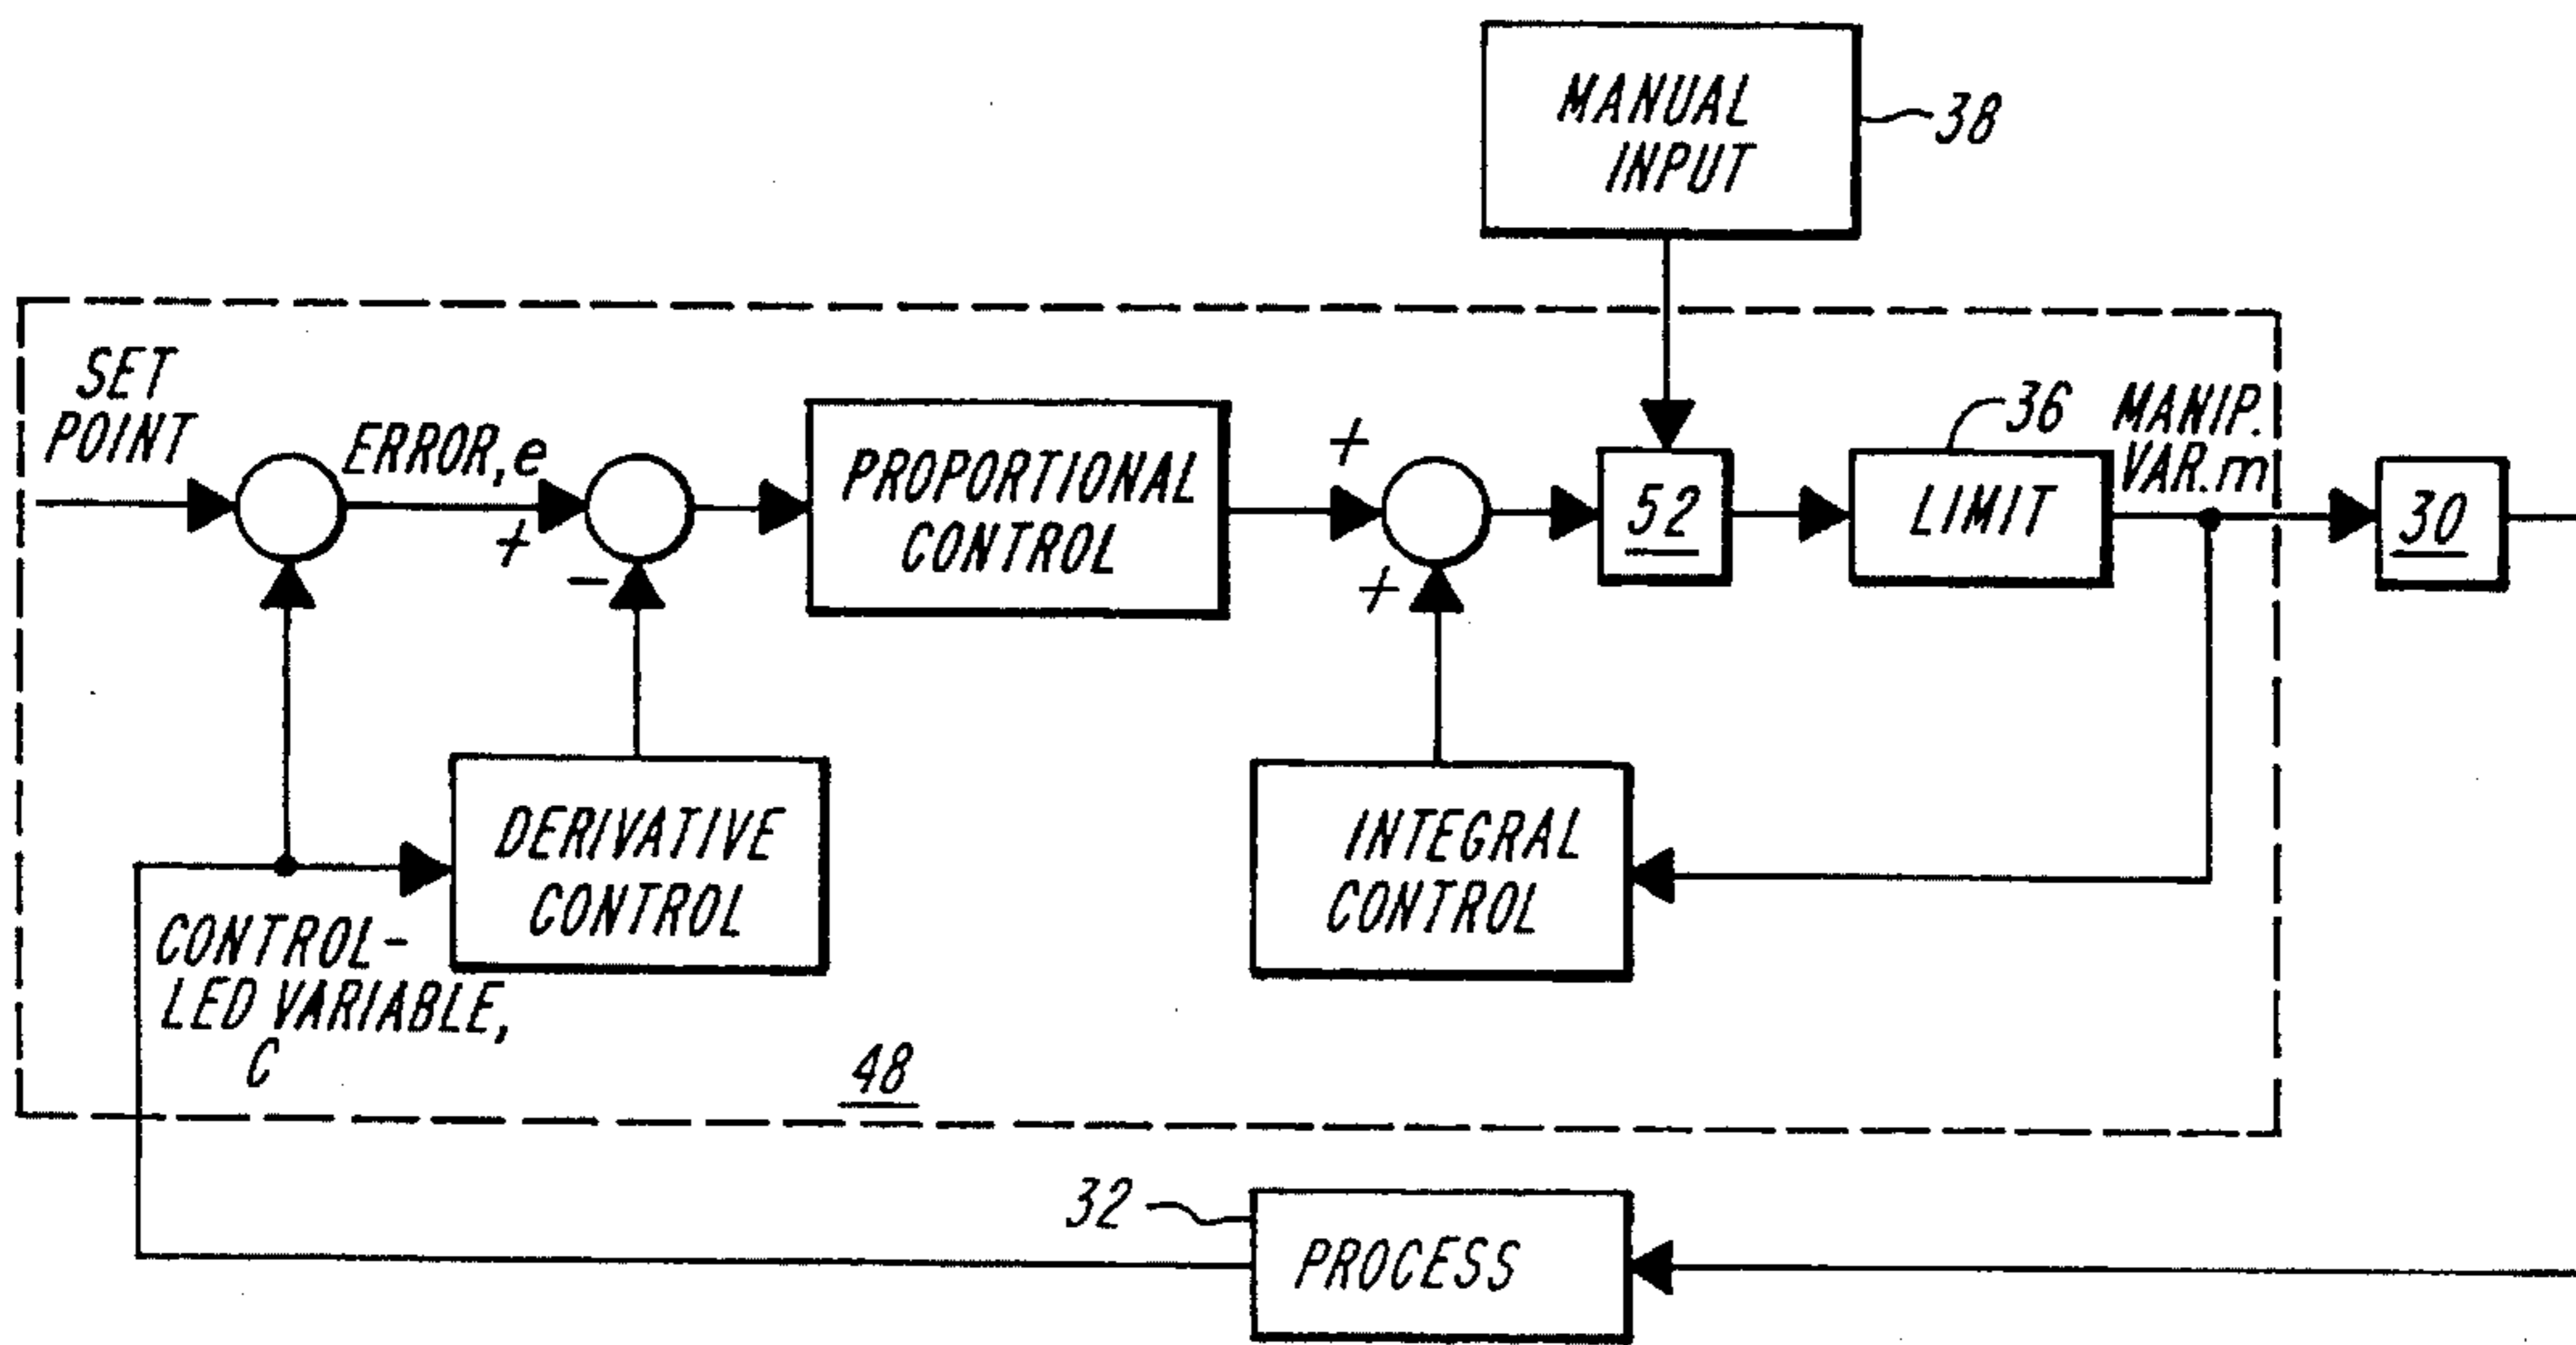 MANUAL
INPUT
38
SET
POINT
ERROR, e
+
−
PROPORTIONAL
CONTROL
+
+
52
36
LIMIT
MANIP.
VAR. m
30
DERIVATIVE
CONTROL
INTEGRAL
CONTROL
CONTROL-
LED VARIABLE,
C
48
32
PROCESS